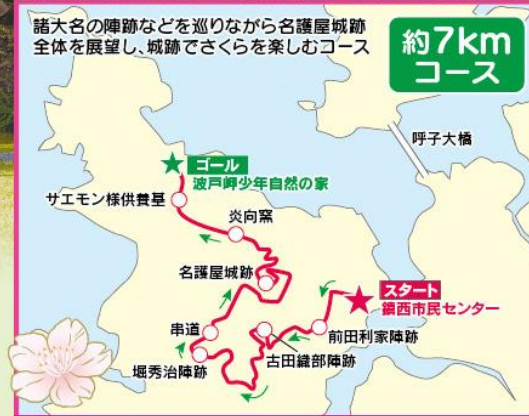 諸大名の陣跡などを巡りながら名護屋城跡
全体を展望し、城跡でさくらを楽しむコース
約7km
コース
呼子大橋
ゴール
波戸岬少年自然の家
サエモン様供養墓
炎向窯
名護屋城跡
スタート
鎮西市民センター
串道
前田利家陣跡
古田織部陣跡
堀秀治陣跡